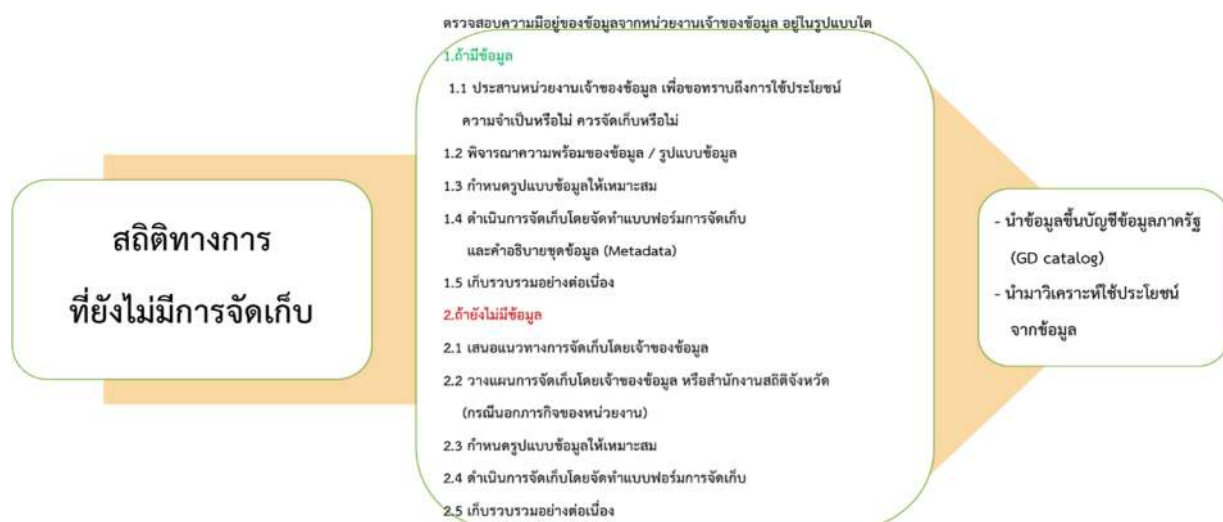 สถิติทางการ
ที่ยังไม่มีการจัดเก็บ
ตรวจสอบความมีอยู่ของข้อมูลจากหน่วยงานเจ้าของข้อมูล อยู่ในรูปแบบใด
1.ถ้ามีข้อมูล
1.1 ประสานหน่วยงานเจ้าของข้อมูล เพื่อขอทราบถึงการใช้ประโยชน์
ความจำเป็นหรือไม่ ควรจัดเก็บหรือไม่
1.2 พิจารณาความพร้อมของข้อมูล / รูปแบบข้อมูล
1.3 กำหนดรูปแบบข้อมูลให้เหมาะสม
1.4 ดำเนินการจัดเก็บโดยจัดทำแบบฟอร์มการจัดเก็บ
และคำอธิบายชุดข้อมูล (Metadata)
1.5 เก็บรวบรวมอย่างต่อเนื่อง
2.ถ้ายังไม่มีข้อมูล
2.1 เสนอแนวทางการจัดเก็บโดยเจ้าของข้อมูล
2.2 วางแผนการจัดเก็บโดยเจ้าของข้อมูล หรือสำนักงานสถิติจังหวัด
(กรณีนอกภารกิจของหน่วยงาน)
2.3 กำหนดรูปแบบข้อมูลให้เหมาะสม
2.4 ดำเนินการจัดเก็บโดยจัดทำแบบฟอร์มการจัดเก็บ
2.5 เก็บรวบรวมอย่างต่อเนื่อง
- นำข้อมูลขึ้นบัญชีข้อมูลภาครัฐ
(GD catalog)
- นำมาวิเคราะห์ใช้ประโยชน์
จากข้อมูล